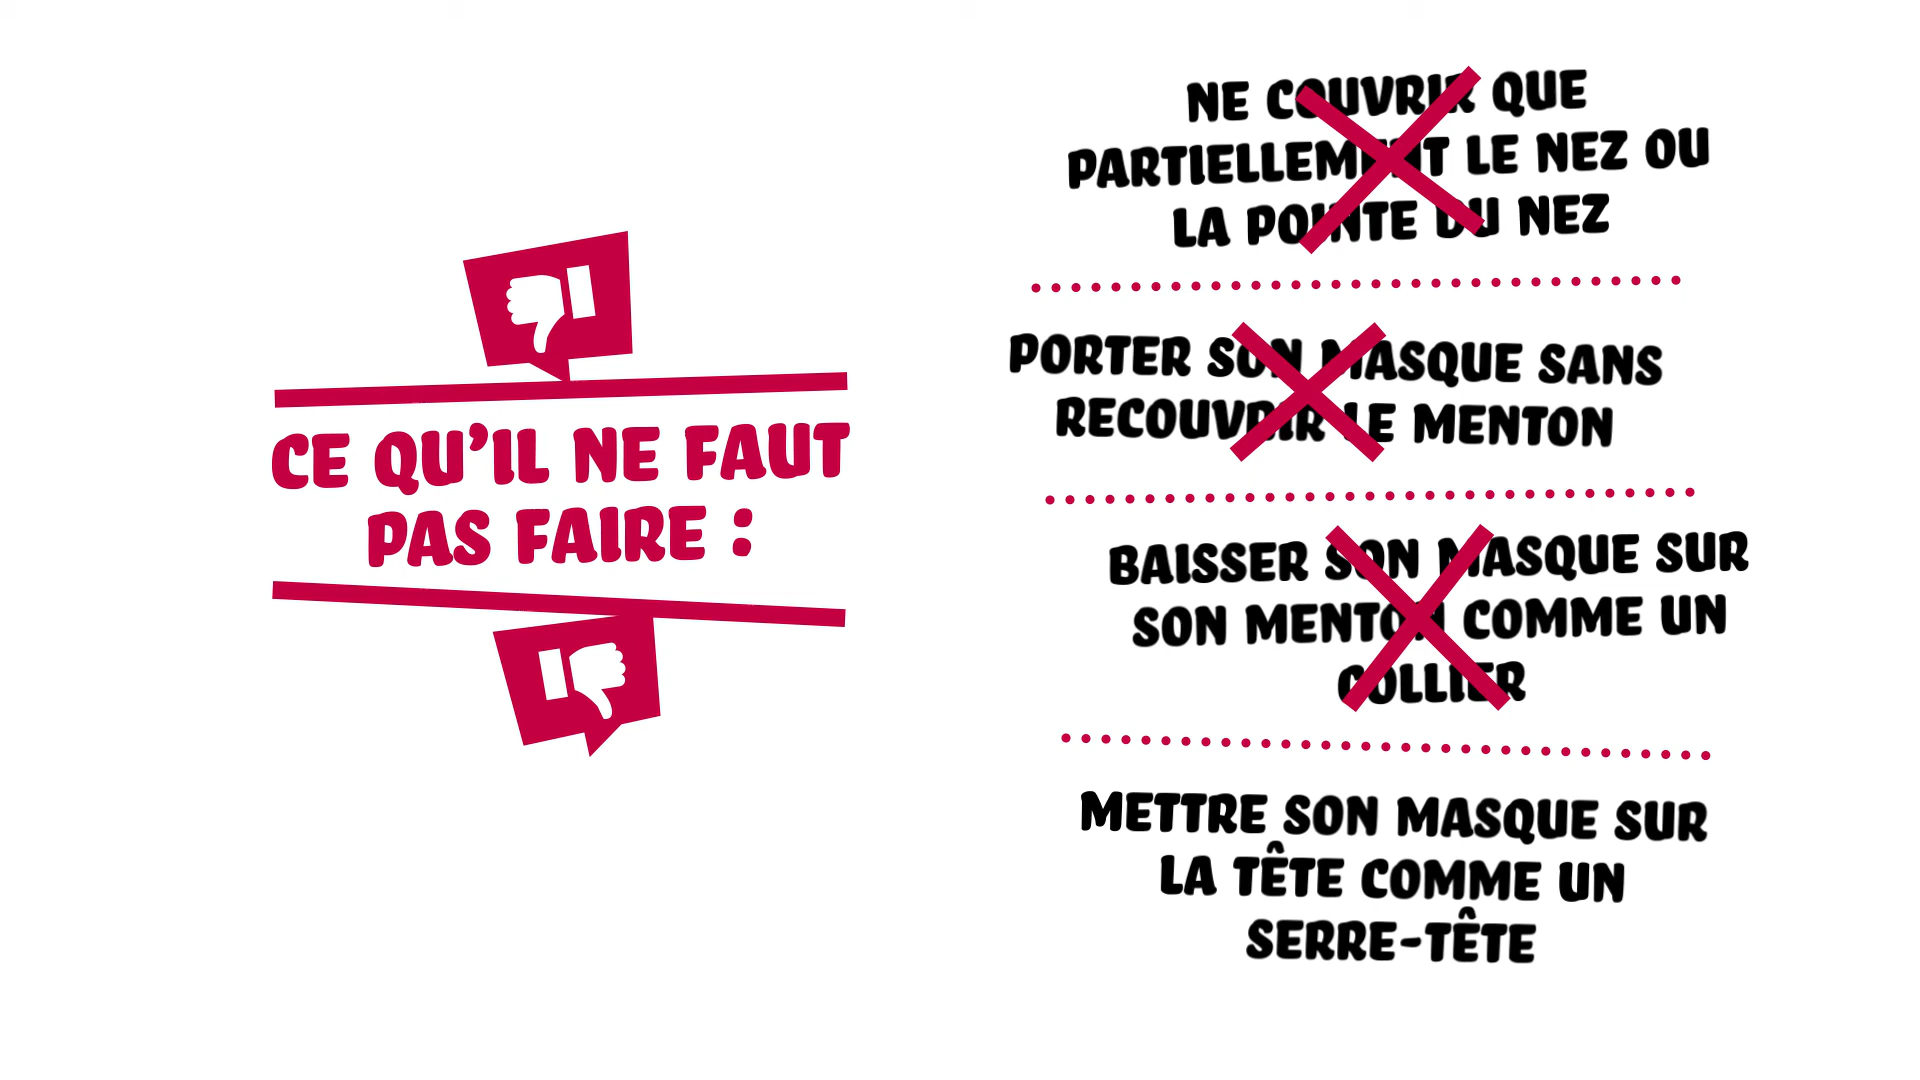 CE QU'IL NE FAUT
PAS FAIRE :
NE COUVRIR QUE
PARTIELLEMENT LE NEZ OU
LA POINTE DU NEZ
PORTER SON MASQUE SANS
RECOUVRIR LE MENTON
BAISSER SON MASQUE SUR
SON MENTON COMME UN
COLLIER
METTRE SON MASQUE SUR
LA TÊTE COMME UN
SERRE-TÊTE